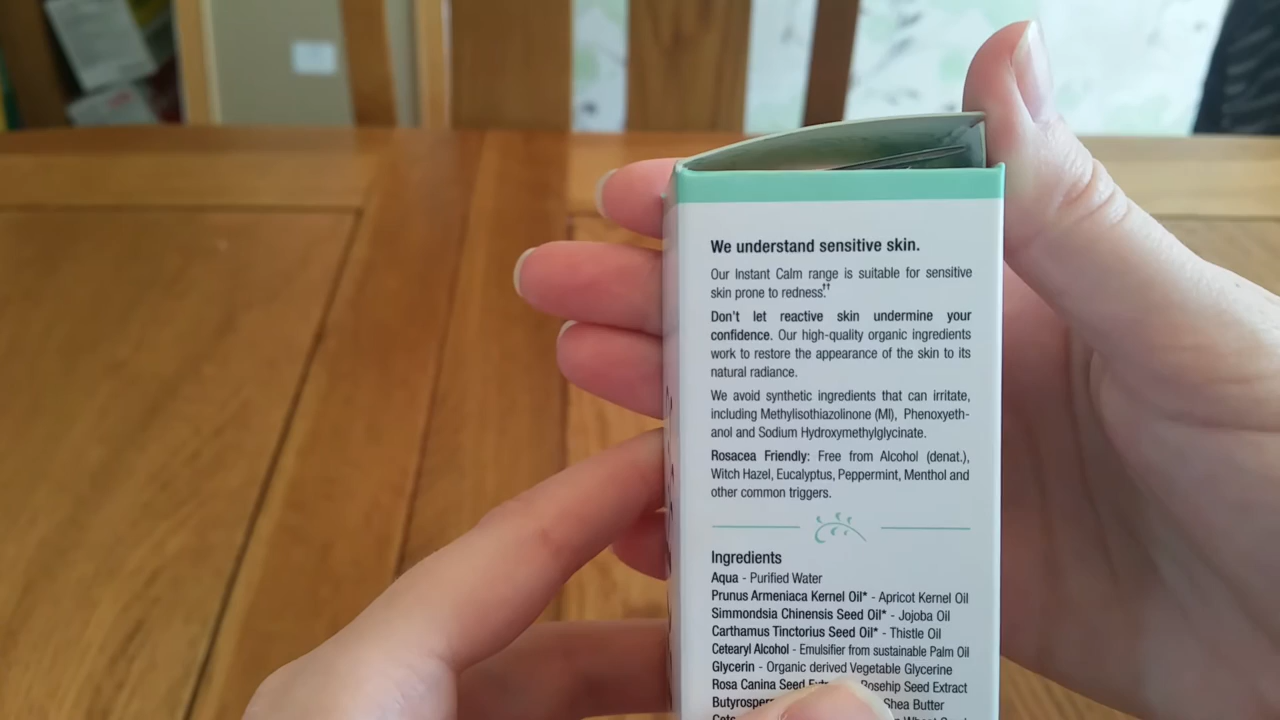 We understand sensitive skin.
Our Instant Calm range is suitable for sensitive
skin prone to redness.††
Don't let reactive skin undermine your
confidence. Our high-quality organic ingredients
work to restore the appearance of the skin to its
natural radiance.
We avoid synthetic ingredients that can irritate,
including Methylisothiazolinone (MI), Phenoxyeth-
anol and Sodium Hydroxymethylglycinate.
Rosacea Friendly: Free from Alcohol (denat.),
Witch Hazel, Eucalyptus, Peppermint, Menthol and
other common triggers.
Ingredients
Aqua - Purified Water
Prunus Armeniaca Kernel Oil* - Apricot Kernel Oil
Simmondsia Chinensis Seed Oil* - Jojoba Oil
Carthamus Tinctorius Seed Oil* - Thistle Oil
Cetearyl Alcohol - Emulsifier from sustainable Palm Oil
Glycerin - Organic derived Vegetable Glycerine
Rosa Canina Seed Rosehip Seed Extract
Shea Butter